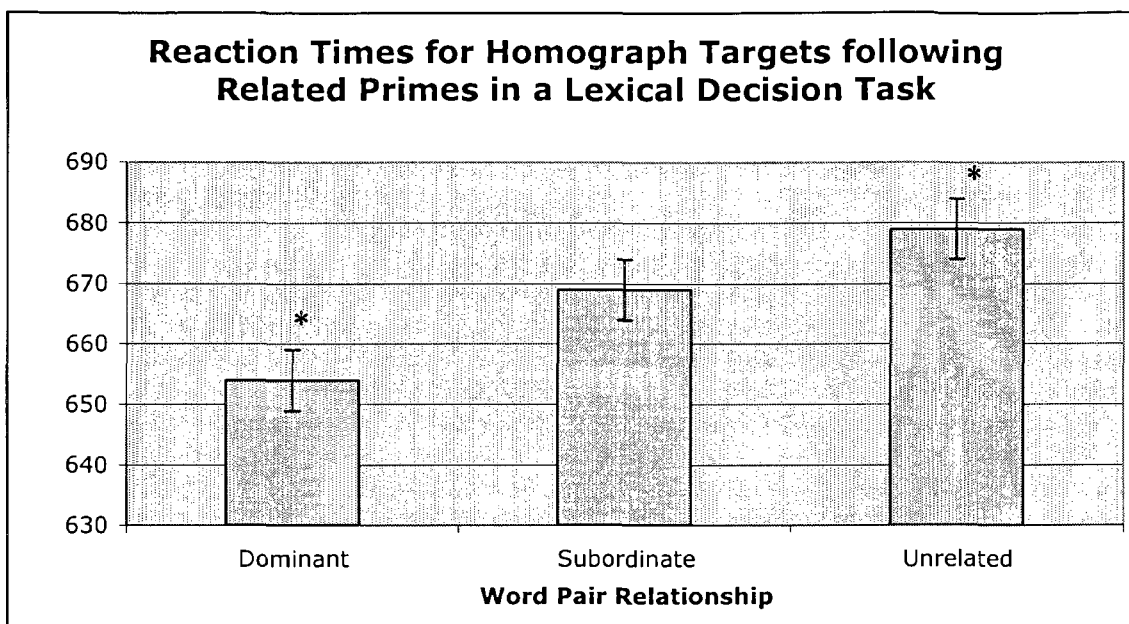 Reaction Times for Homograph Targets following
Related Primes in a Lexical Decision Task
690
*
680
670
*
660
650
640
630
Dominant Subordinate Unrelated
Word Pair Relationship